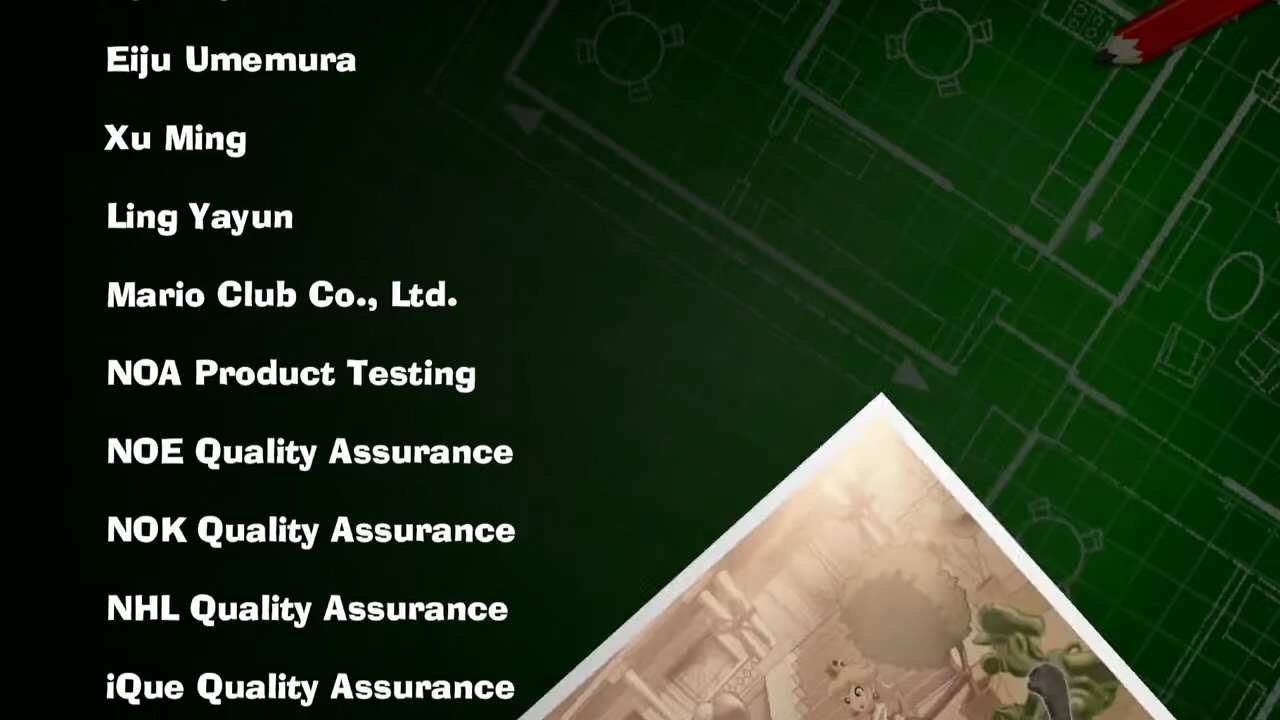 Eiju Umemura
Xu Ming
Ling Yayun
Mario Club Co., Ltd.
NOA Product Testing
NOE Quality Assurance
NOK Quality Assurance
NHL Quality Assurance
iQue Quality Assurance